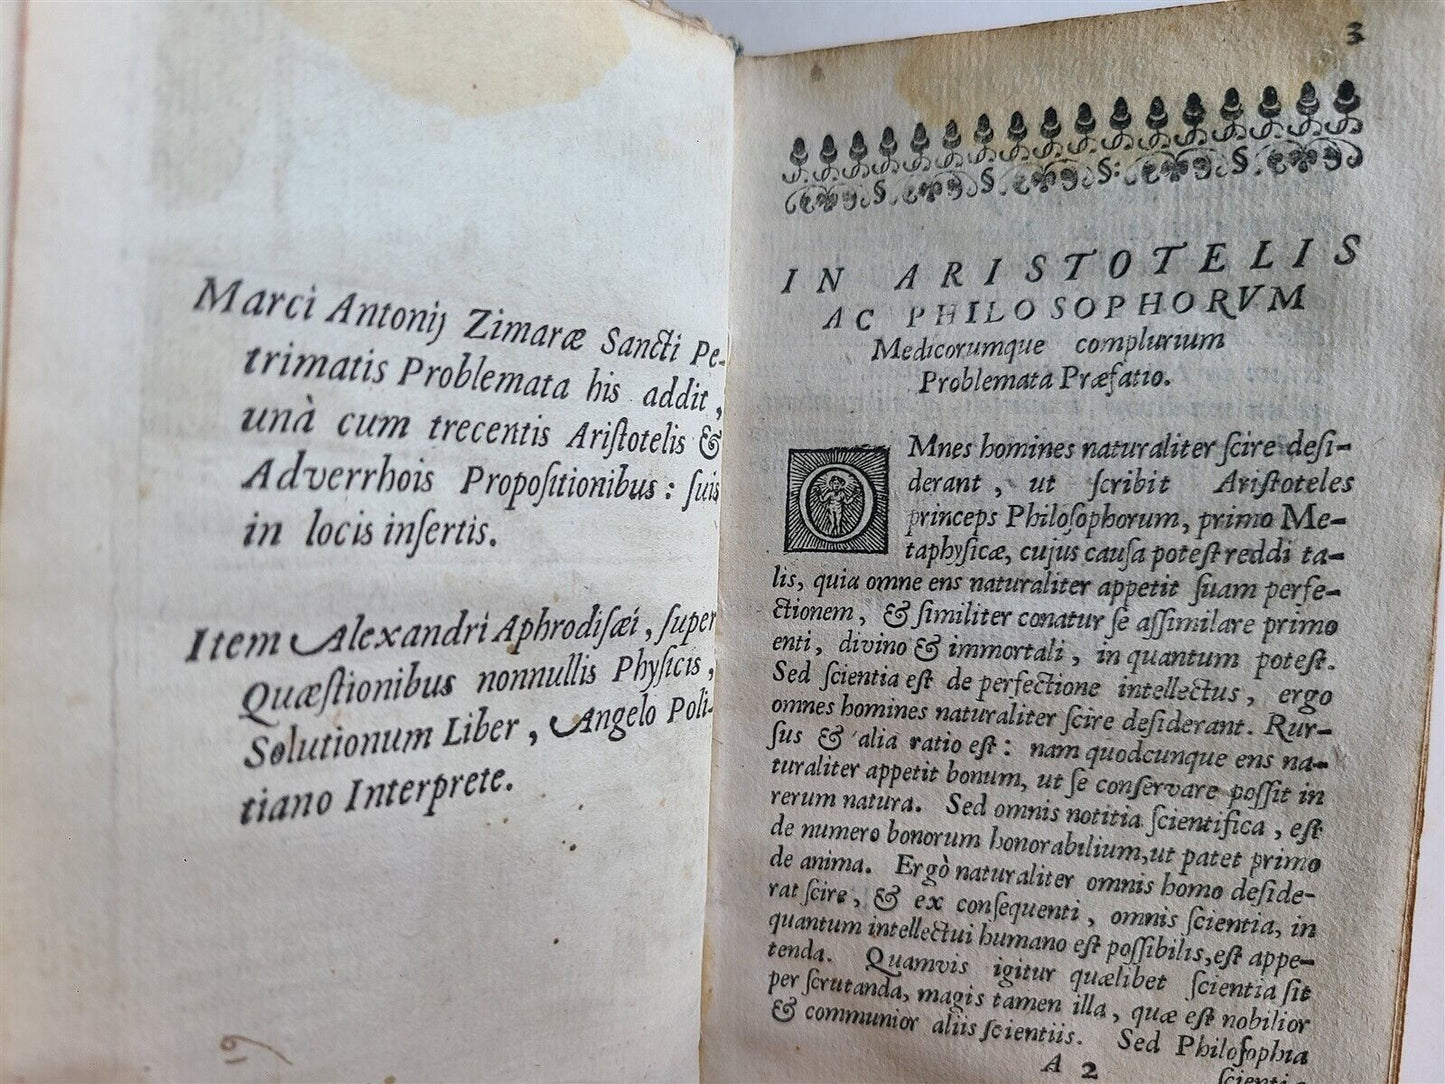 Marci Antonij Zimaræ Sancti Pe-
trimatis Problemata his addit,
unà cum trecentis Ariſtotelis &
Adverrhois Propoſitionibus: ſuis
in locis inſertis.
Item Alexandri Aphrodiſæi, ſuper
Quæſtionibus nonnullis Phyſicis,
Solutionum Liber, Angelo Poli-
tiano Interprete.
3
IN ARISTOTELIS
AC PHILOSOPHORVM
Medicorumque complurium
Problemata Præfatio.
OMnes homines naturaliter ſcire deſi-
derant, ut ſcribit Ariſtoteles
princeps Philoſophorum, primo Me-
taphyſicæ, cujus cauſa poteſt reddi ta-
lis, quia omne ens naturaliter appetit ſuam perfe-
ctionem, & ſimiliter conatur ſe aſſimilare primo
enti, divino & immortali, in quantum poteſt.
Sed ſcientia eſt de perfectione intellectus, ergo
omnes homines naturaliter ſcire deſiderant. Rur-
ſus & alia ratio eſt: nam quodcunque ens na-
turaliter appetit bonum, ut ſe conſervare poſſit in
rerum natura. Sed omnis notitia ſcientifica, eſt
de numero bonorum honorabilium, ut patet primo
de anima. Ergò naturaliter omnis homo deſide-
rat ſcire, & ex conſequenti, omnis ſcientia, in
quantum intellectui humano eſt poſſibilis, eſt appe-
tenda. Quamvis igitur quælibet ſcientia ſit
per ſcrutanda, magis tamen illa, quæ eſt nobilior
& communior aliis ſcientiis. Sed Philoſophia
A 2
ſcienti-